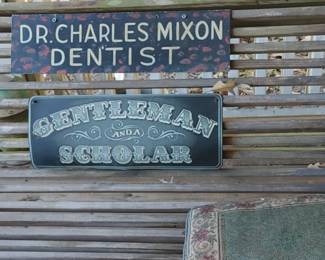 DR. CHARLES MIXON
DENTIST
GENTLEMAN
AND A
SCHOLAR